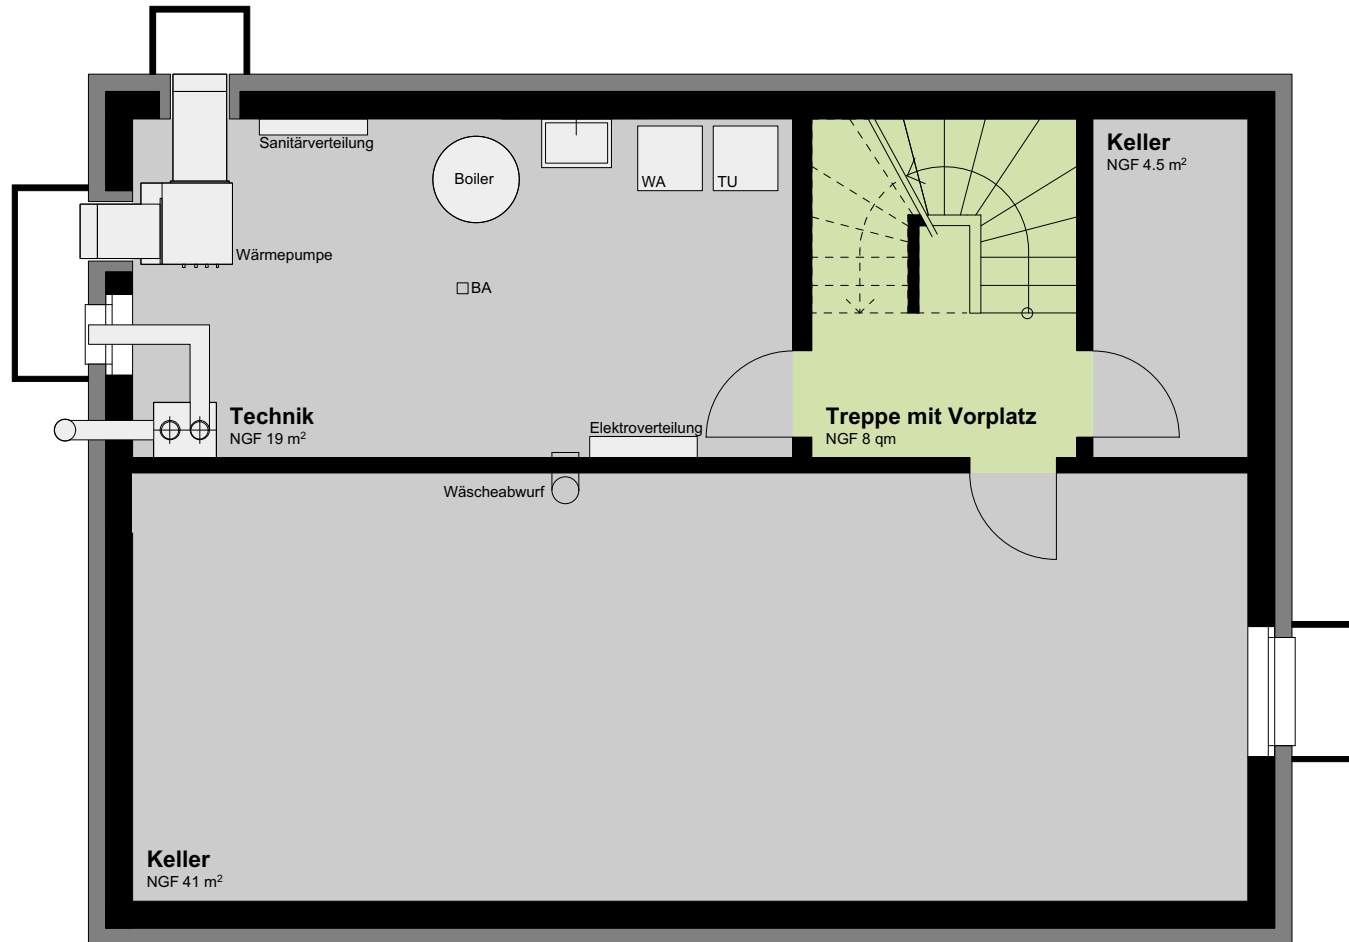 Sanitärverteilung
Boiler
WA
TU
Keller
NGF 4.5 m²
Wärmepumpe
BA
Technik
NGF 19 m²
Elektroverteilung
Treppe mit Vorplatz
NGF 8 qm
Wäscheabwurf
Keller
NGF 41 m²